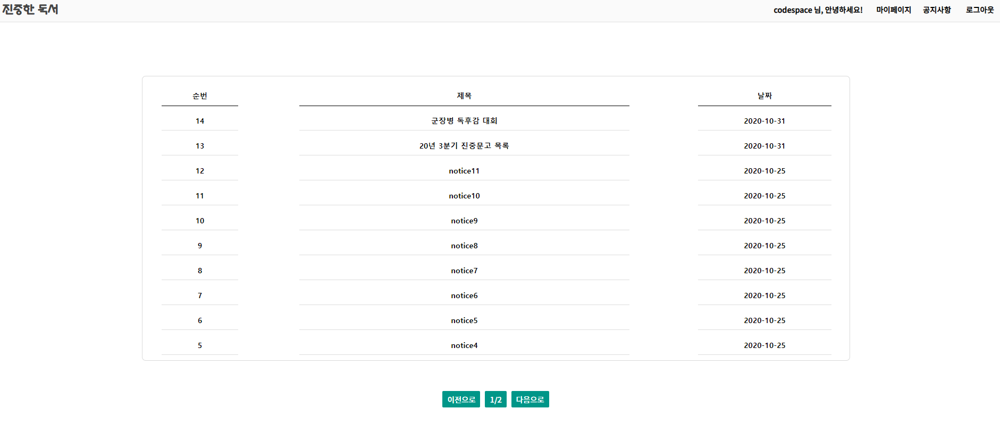 진중한 독서 codespace 님, 안녕하세요! 마이페이지 공지사항 로그아웃
순번 제목 날짜
14 군장병 독후감 대회 2020-10-31
13 20년 3분기 진중문고 목록 2020-10-31
12 notice11 2020-10-25
11 notice10 2020-10-25
10 notice9 2020-10-25
9 notice8 2020-10-25
8 notice7 2020-10-25
7 notice6 2020-10-25
6 notice5 2020-10-25
5 notice4 2020-10-25
이전으로 1/2 다음으로